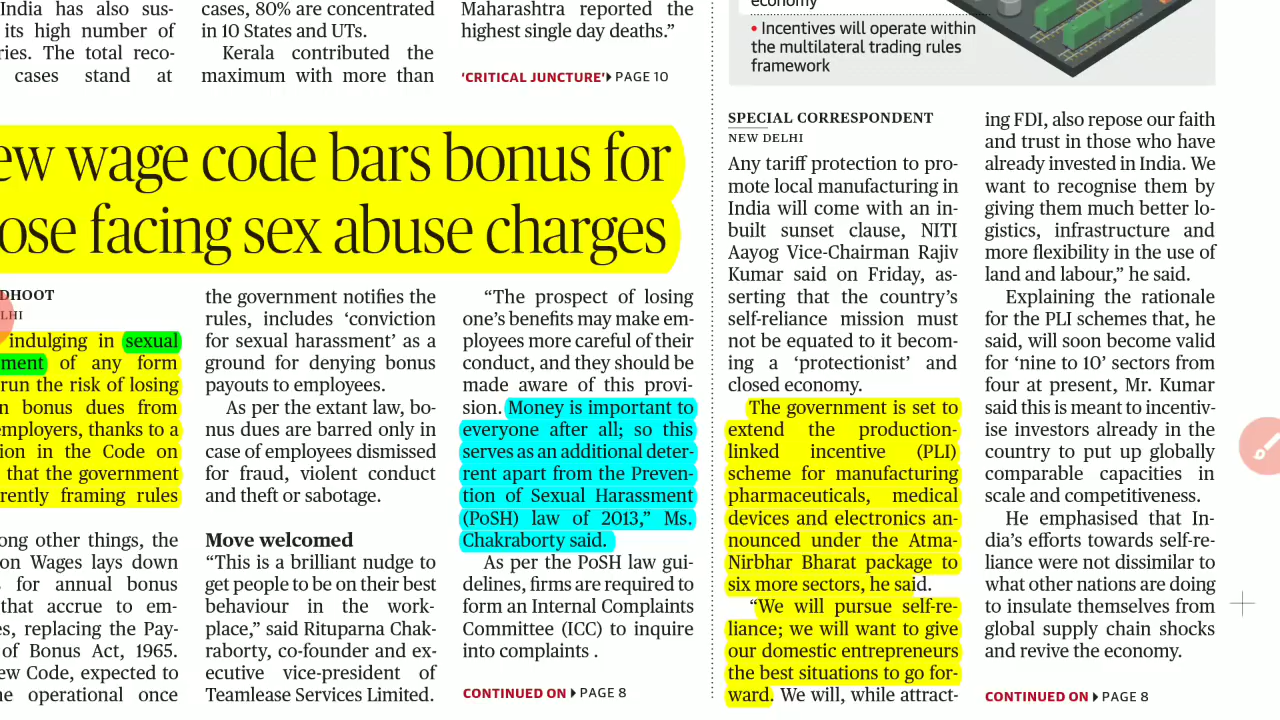 India has also sus-
its high number of
ries. The total reco-
cases stand at
cases, 80% are concentrated
in 10 States and UTs.
Kerala contributed the
maximum with more than
Maharashtra reported the
highest single day deaths.”
‘CRITICAL JUNCTURE’ PAGE 10
economy
• Incentives will operate within
the multilateral trading rules
framework
ew wage code bars bonus for
ose facing sex abuse charges
DHOOT
LHI
indulging in sexual
ment of any form
run the risk of losing
n bonus dues from
employers, thanks to a
ion in the Code on
that the government
rently framing rules
ong other things, the
on Wages lays down
for annual bonus
that accrue to em-
es, replacing the Pay-
of Bonus Act, 1965.
ew Code, expected to
ne operational once
the government notifies the
rules, includes ‘conviction
for sexual harassment’ as a
ground for denying bonus
payouts to employees.
As per the extant law, bo-
nus dues are barred only in
case of employees dismissed
for fraud, violent conduct
and theft or sabotage.
Move welcomed
“This is a brilliant nudge to
get people to be on their best
behaviour in the work-
place,” said Rituparna Chak-
raborty, co-founder and ex-
ecutive vice-president of
Teamlease Services Limited.
“The prospect of losing
one’s benefits may make em-
ployees more careful of their
conduct, and they should be
made aware of this provi-
sion. Money is important to
everyone after all; so this
serves as an additional deter-
rent apart from the Preven-
tion of Sexual Harassment
(PoSH) law of 2013,” Ms.
Chakraborty said.
As per the PoSH law gui-
delines, firms are required to
form an Internal Complaints
Committee (ICC) to inquire
into complaints .
CONTINUED ON PAGE 8
SPECIAL CORRESPONDENT
NEW DELHI
Any tariff protection to pro-
mote local manufacturing in
India will come with an in-
built sunset clause, NITI
Aayog Vice-Chairman Rajiv
Kumar said on Friday, as-
serting that the country’s
self-reliance mission must
not be equated to it becom-
ing a ‘protectionist’ and
closed economy.
The government is set to
extend the production-
linked incentive (PLI)
scheme for manufacturing
pharmaceuticals, medical
devices and electronics an-
nounced under the Atma-
Nirbhar Bharat package to
six more sectors, he said.
“We will pursue self-re-
liance; we will want to give
our domestic entrepreneurs
the best situations to go for-
ward. We will, while attract-
ing FDI, also repose our faith
and trust in those who have
already invested in India. We
want to recognise them by
giving them much better lo-
gistics, infrastructure and
more flexibility in the use of
land and labour,” he said.
Explaining the rationale
for the PLI schemes that, he
said, will soon become valid
for ‘nine to 10’ sectors from
four at present, Mr. Kumar
said this is meant to incentiv-
ise investors already in the
country to put up globally
comparable capacities in
scale and competitiveness.
He emphasised that In-
dia’s efforts towards self-re-
liance were not dissimilar to
what other nations are doing
to insulate themselves from
global supply chain shocks
and revive the economy.
CONTINUED ON PAGE 8